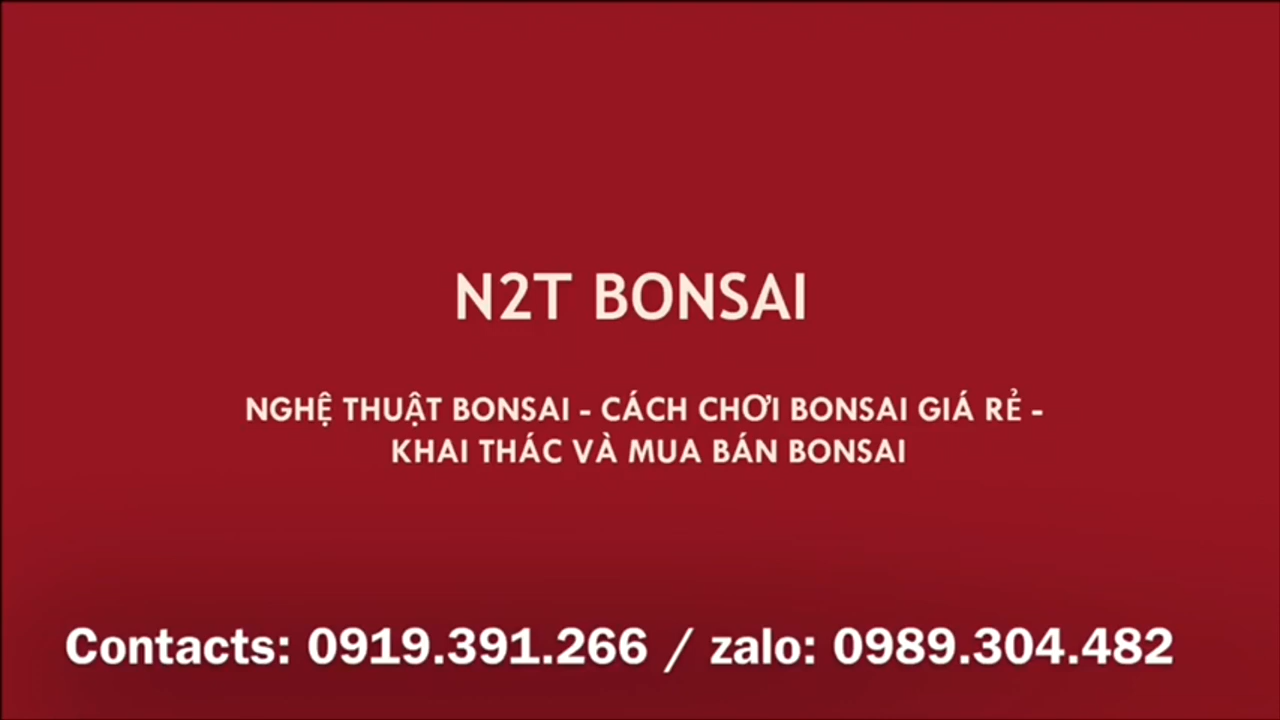 N2T BONSAI
NGHỆ THUẬT BONSAI - CÁCH CHƠI BONSAI GIÁ RẺ -
KHAI THÁC VÀ MUA BÁN BONSAI
Contacts: 0919.391.266 / zalo: 0989.304.482